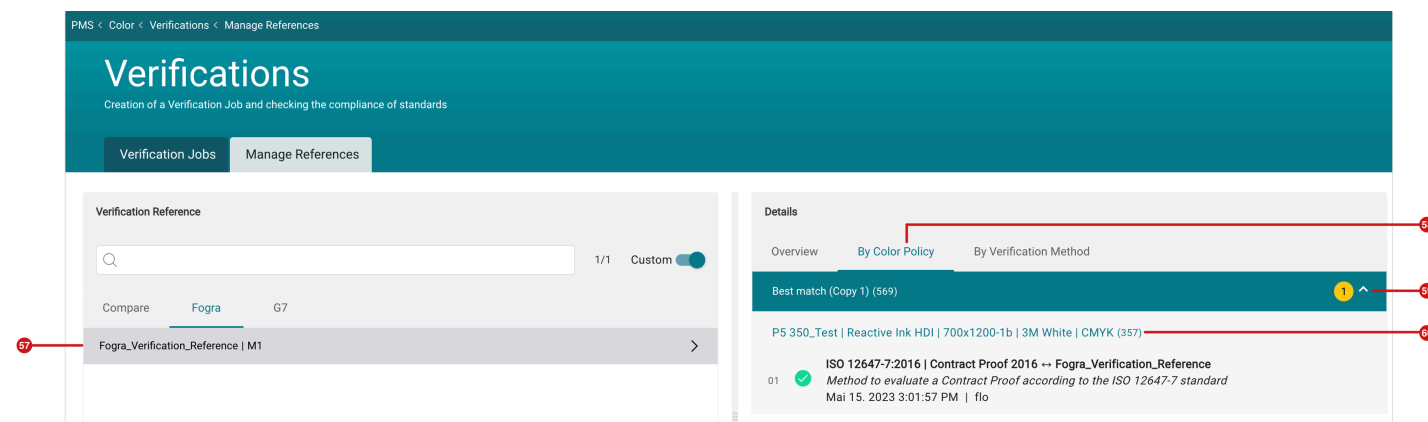 PMS < Color < Verifications < Manage References
Verifications
Creation of a Verification Job and checking the compliance of standards
Verification Jobs
Manage References
Verification Reference
1/1
Custom
Compare
Fogra
G7
57
Fogra_Verification_Reference | M1
Details
Overview
By Color Policy
By Verification Method
Best match (Copy 1) (569)
1
P5 350_Test | Reactive Ink HDI | 700x1200-1b | 3M White | CMYK (357)
ISO 12647-7:2016 | Contract Proof 2016 ↔ Fogra_Verification_Reference
01
Method to evaluate a Contract Proof according to the ISO 12647-7 standard
Mai 15. 2023 3:01:57 PM | flo